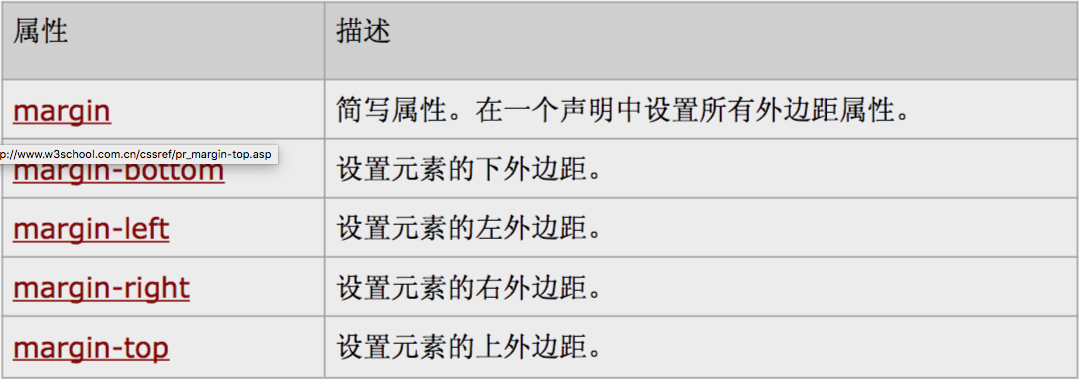 属性 描述
margin 简写属性。在一个声明中设置所有外边距属性。
p://www.w3school.com.cn/cssref/pr_margin-top.asp
margin-bottom 设置元素的下外边距。
margin-left 设置元素的左外边距。
margin-right 设置元素的右外边距。
margin-top 设置元素的上外边距。